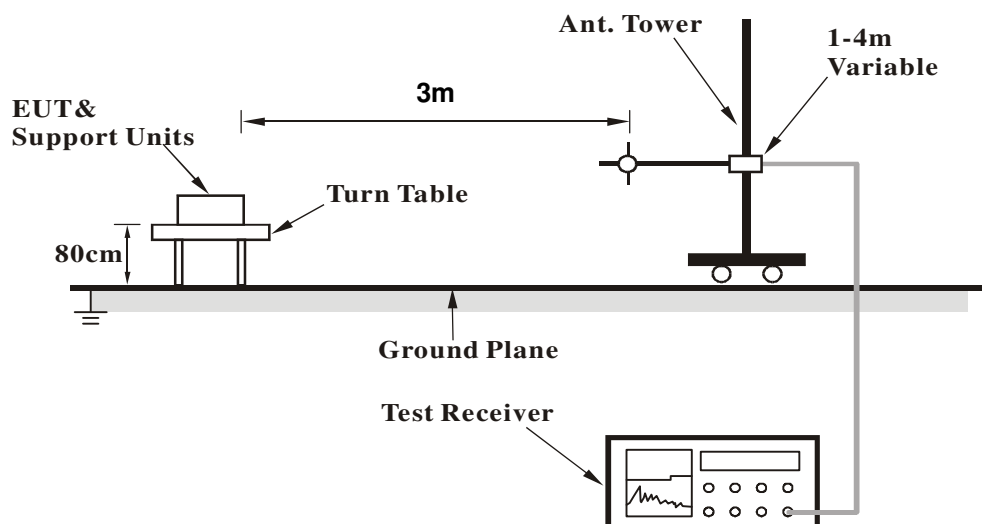 Ant. Tower
1-4m
Variable
3m
EUT&
Support Units
Turn Table
80cm
Ground Plane
Test Receiver